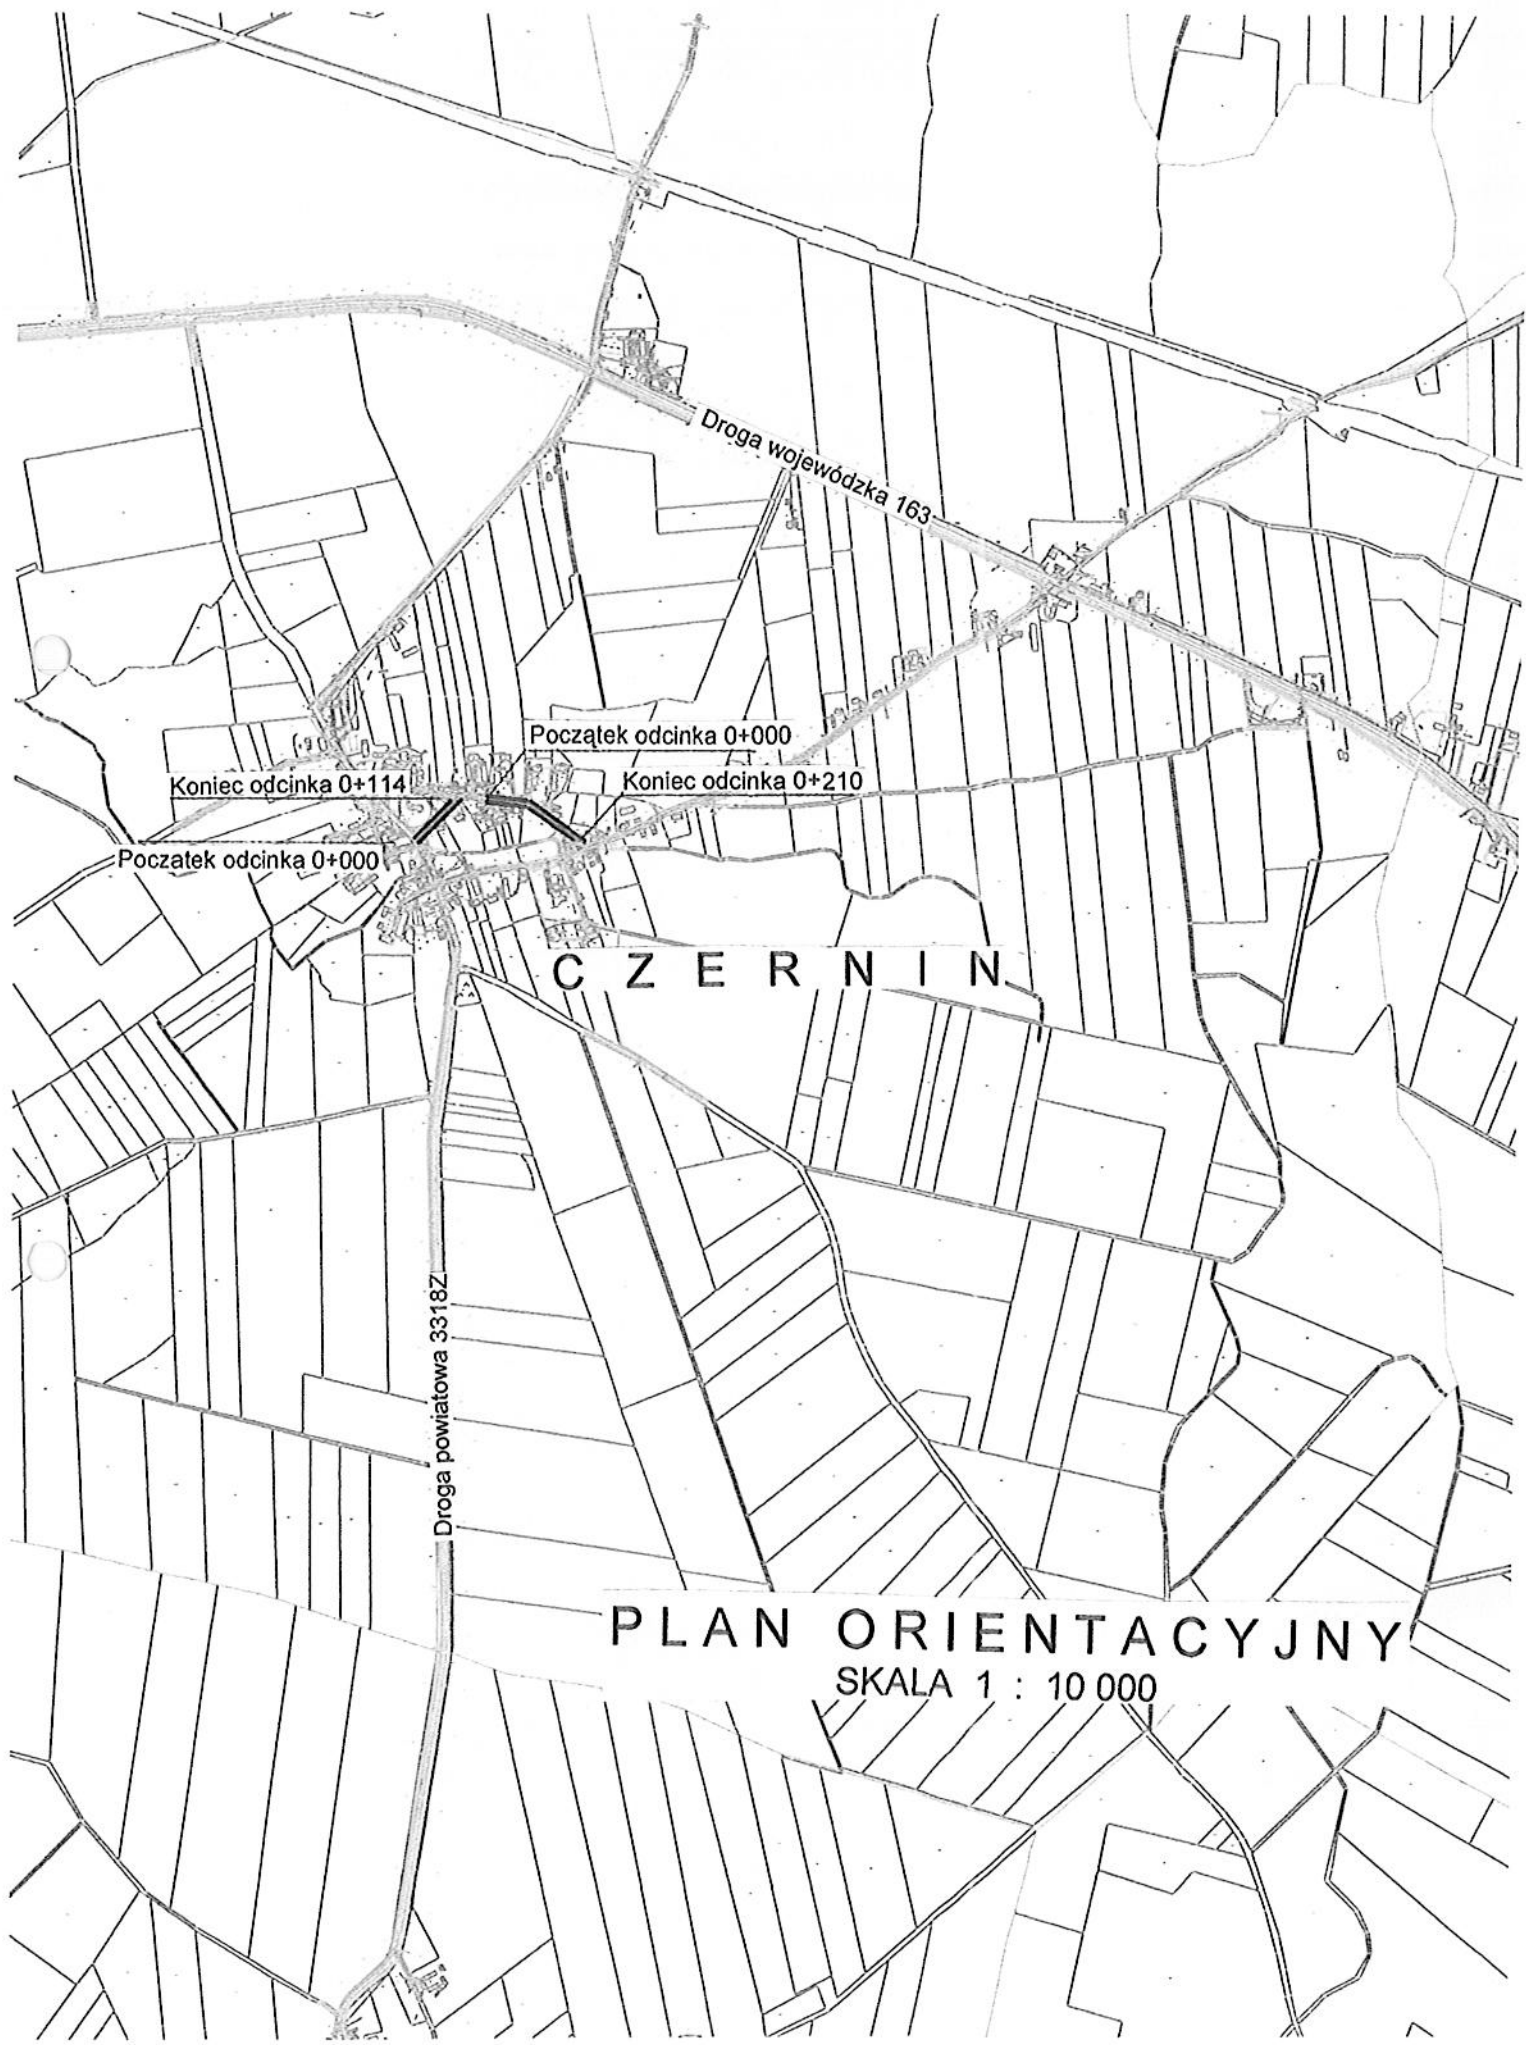 Droga wojewódzka 163
Początek odcinka 0+000
Koniec odcinka 0+114
Koniec odcinka 0+210
Poczatek odcinka 0+000
CZERNIN
Droga powiatowa 3318Z
PLAN ORIENTACYJNY
SKALA 1 : 10 000